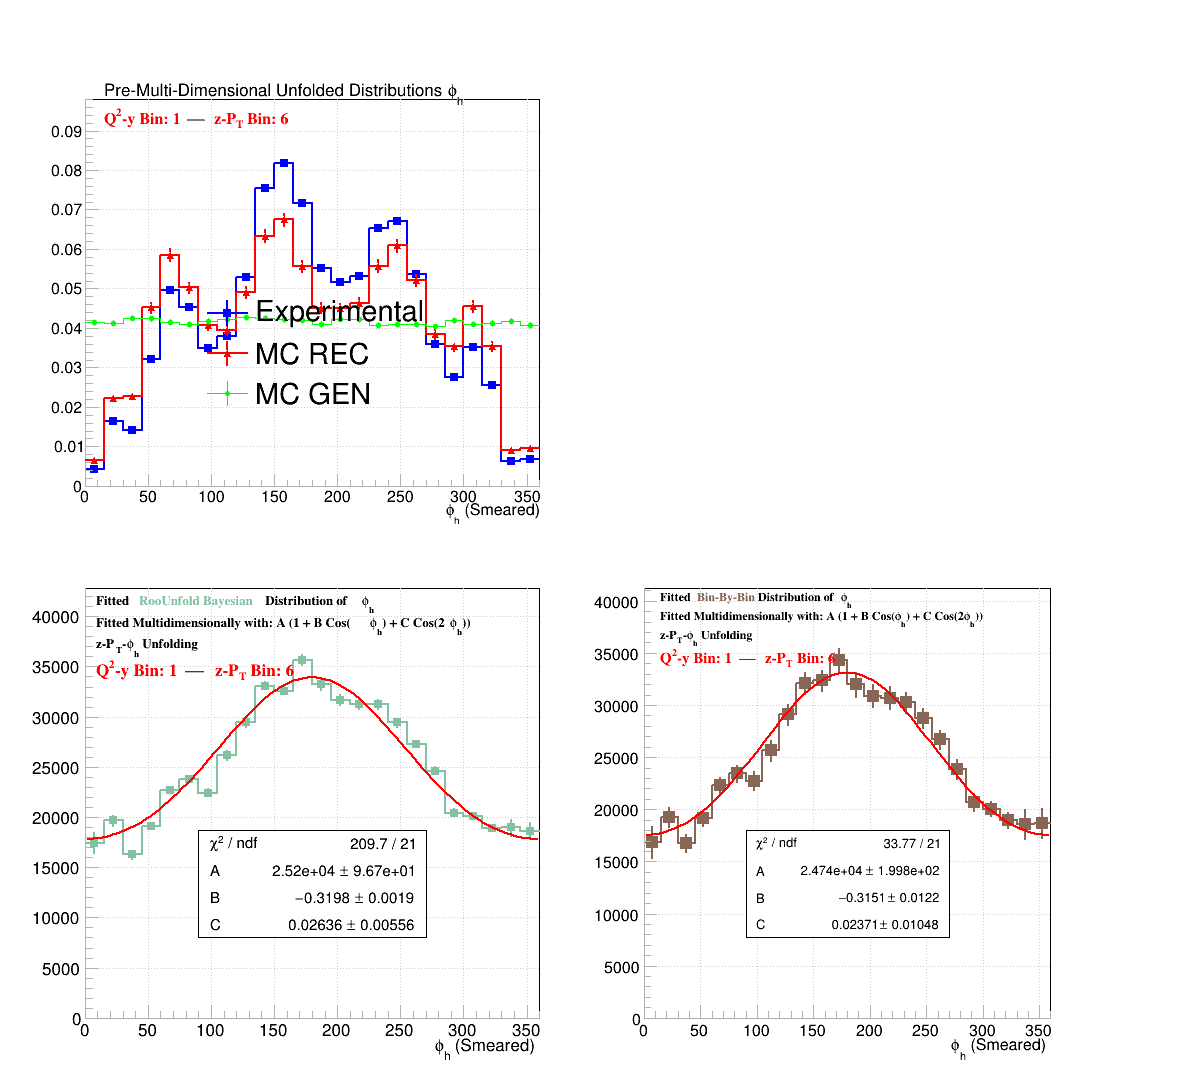 Pre-Multi-Dimensional Unfolded Distributions ϕh
Q2-y Bin: 1 — z-PT Bin: 6
0.09
0.08
0.07
0.06
0.05
0.04
0.03
0.02
0.01
0
Experimental
MC REC
MC GEN
0 50 100 150 200 250 300 350
ϕh (Smeared)
Fitted RooUnfold Bayesian Distribution of ϕh
Fitted Multidimensionally with: A (1 + B Cos( ϕh) + C Cos(2 ϕh))
z-PT-ϕh Unfolding
Q2-y Bin: 1 — z-PT Bin: 6
40000
35000
30000
25000
20000
15000
10000
5000
0
χ2 / ndf 209.7 / 21
A 2.52e+04 ± 9.67e+01
B −0.3198 ± 0.0019
C 0.02636 ± 0.00556
0 50 100 150 200 250 300 350
ϕh (Smeared)
Fitted Bin-By-Bin Distribution of ϕh
Fitted Multidimensionally with: A (1 + B Cos(ϕh) + C Cos(2ϕh))
z-PT-ϕh Unfolding
Q2-y Bin: 1 — z-PT Bin: 6
40000
35000
30000
25000
20000
15000
10000
5000
0
χ2 / ndf 33.77 / 21
A 2.474e+04 ± 1.998e+02
B −0.3151 ± 0.0122
C 0.02371 ± 0.01048
0 50 100 150 200 250 300 350
ϕh (Smeared)